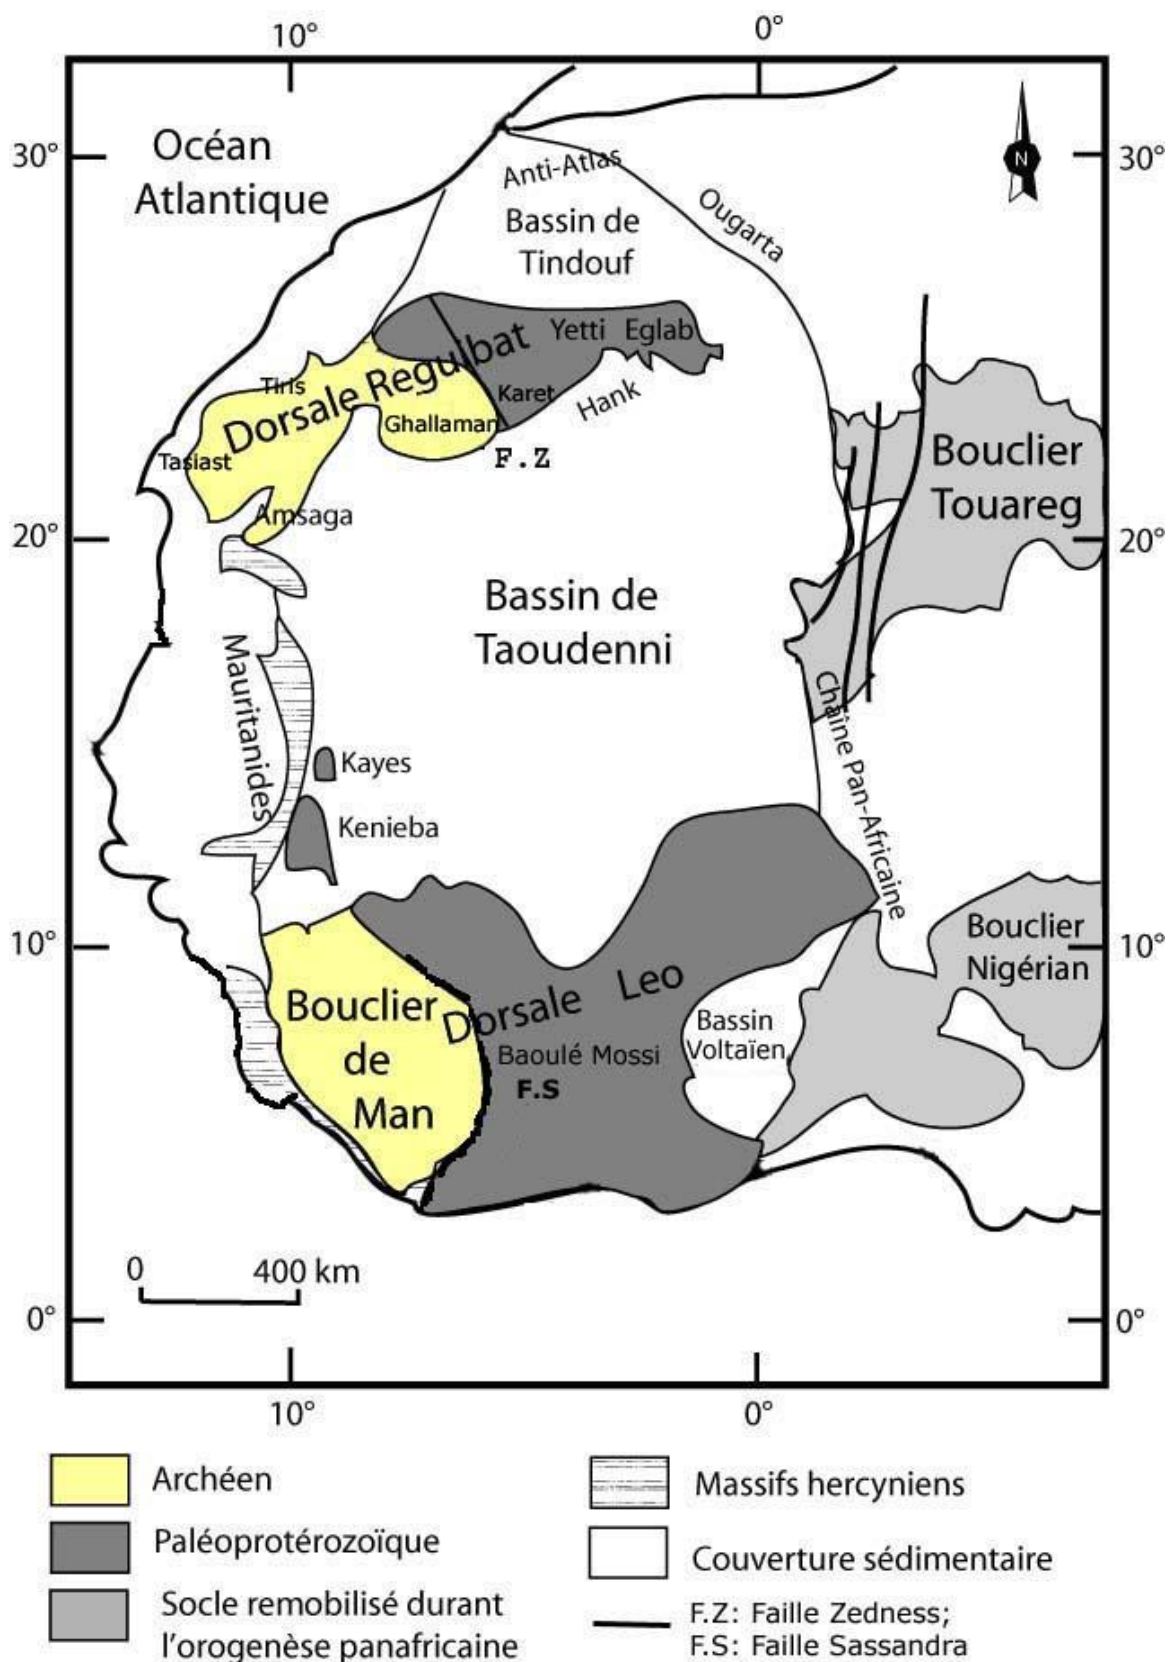 10°
0°
30°
30°
Océan
Atlantique
N
Anti-Atlas
Ougarta
Bassin de
Tindouf
Yetti
Eglab
Dorsale Reguibat
Tiris
Karet
Hank
Ghallaman
F.Z
Tasiast
Amsaga
Bouclier
Touareg
20°
20°
Bassin de
Taoudenni
Mauritanides
Chaîne Pan-Africaine
Kayes
Kenieba
10°
10°
Bouclier
Nigérian
Bouclier
de
Man
Dorsale Leo
Baoulé Mossi
F.S
Bassin
Voltaïen
0
400 km
0°
0°
10°
0°
Archéen
Paléoprotérozoïque
Socle remobilisé durant
l'orogenèse panafricaine
Massifs hercyniens
Couverture sédimentaire
F.Z: Faille Zedness;
F.S: Faille Sassandra